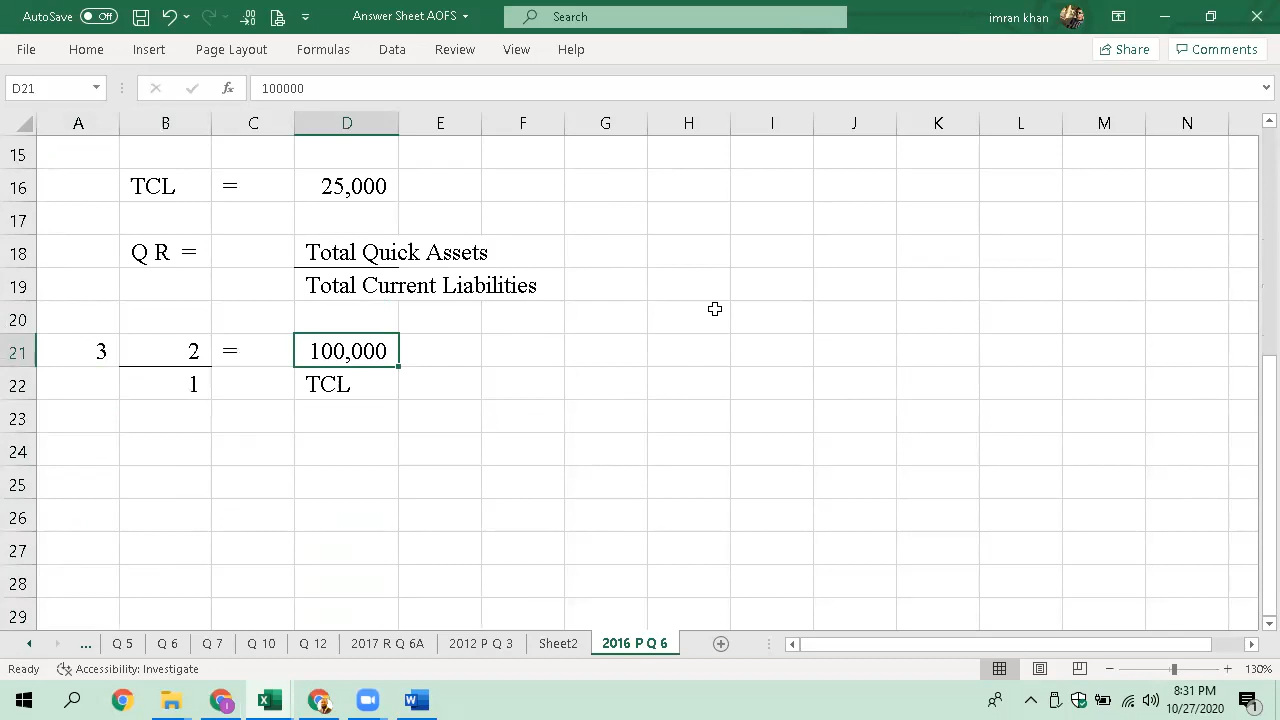 AutoSave Off Answer Sheet AOFS Search imran khan
File Home Insert Page Layout Formulas Data Review View Help Share Comments
D21 fx 100000
A B C D E F G H I J K L M N
15
16 TCL = 25,000
17
18 Q R = Total Quick Assets
19 Total Current Liabilities
20
21 3 2 = 100,000
22 1 TCL
23
24
25
26
27
28
29
... Q 5 Q 6 Q 7 Q 10 Q 12 2017 R Q 6A 2012 P Q 3 Sheet2 2016 P Q 6
Ready Accessibility: Investigate 130%
8:31 PM
10/27/2020